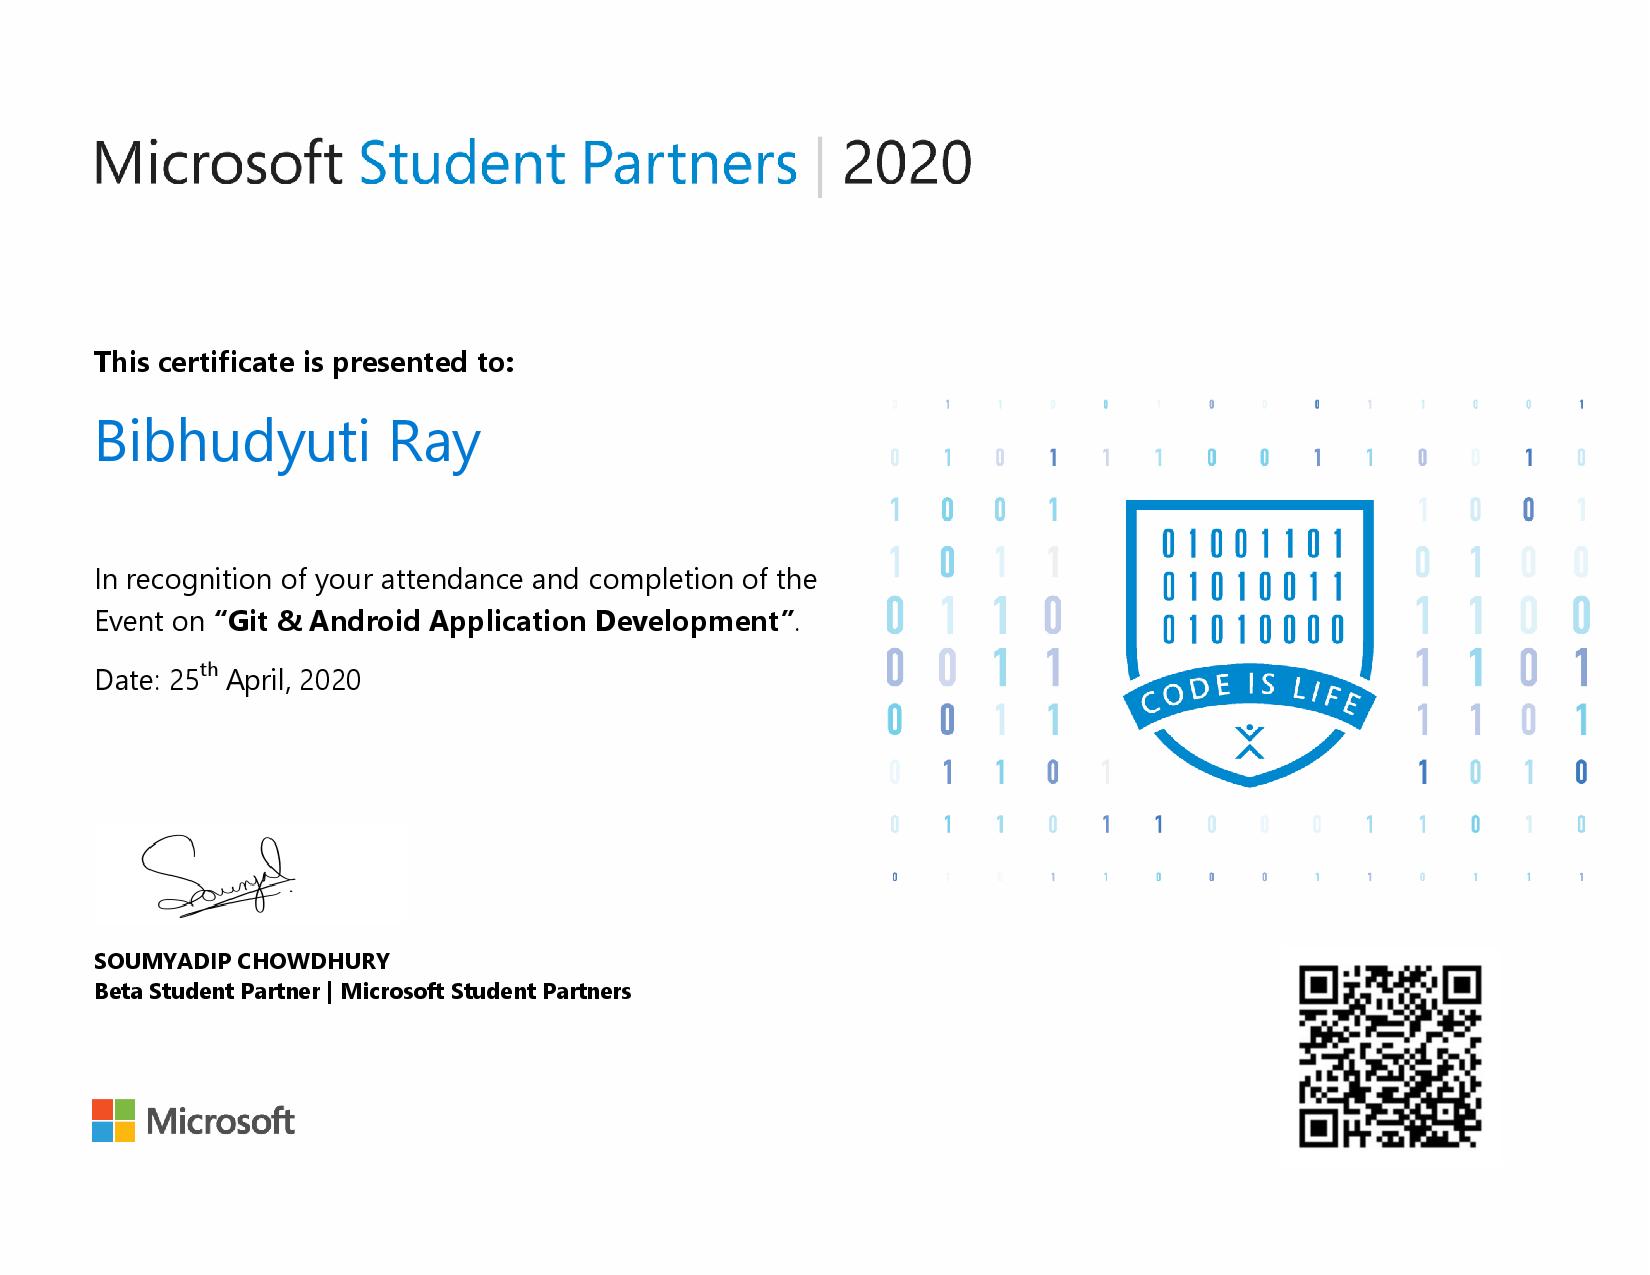 Microsoft Student Partners | 2020
This certificate is presented to:
Bibhudyuti Ray
In recognition of your attendance and completion of the
Event on “Git & Android Application Development”.
Date: 25th April, 2020
01001101
01010011
01010000
CODE IS LIFE
SOUMYADIP CHOWDHURY
Beta Student Partner | Microsoft Student Partners
Microsoft